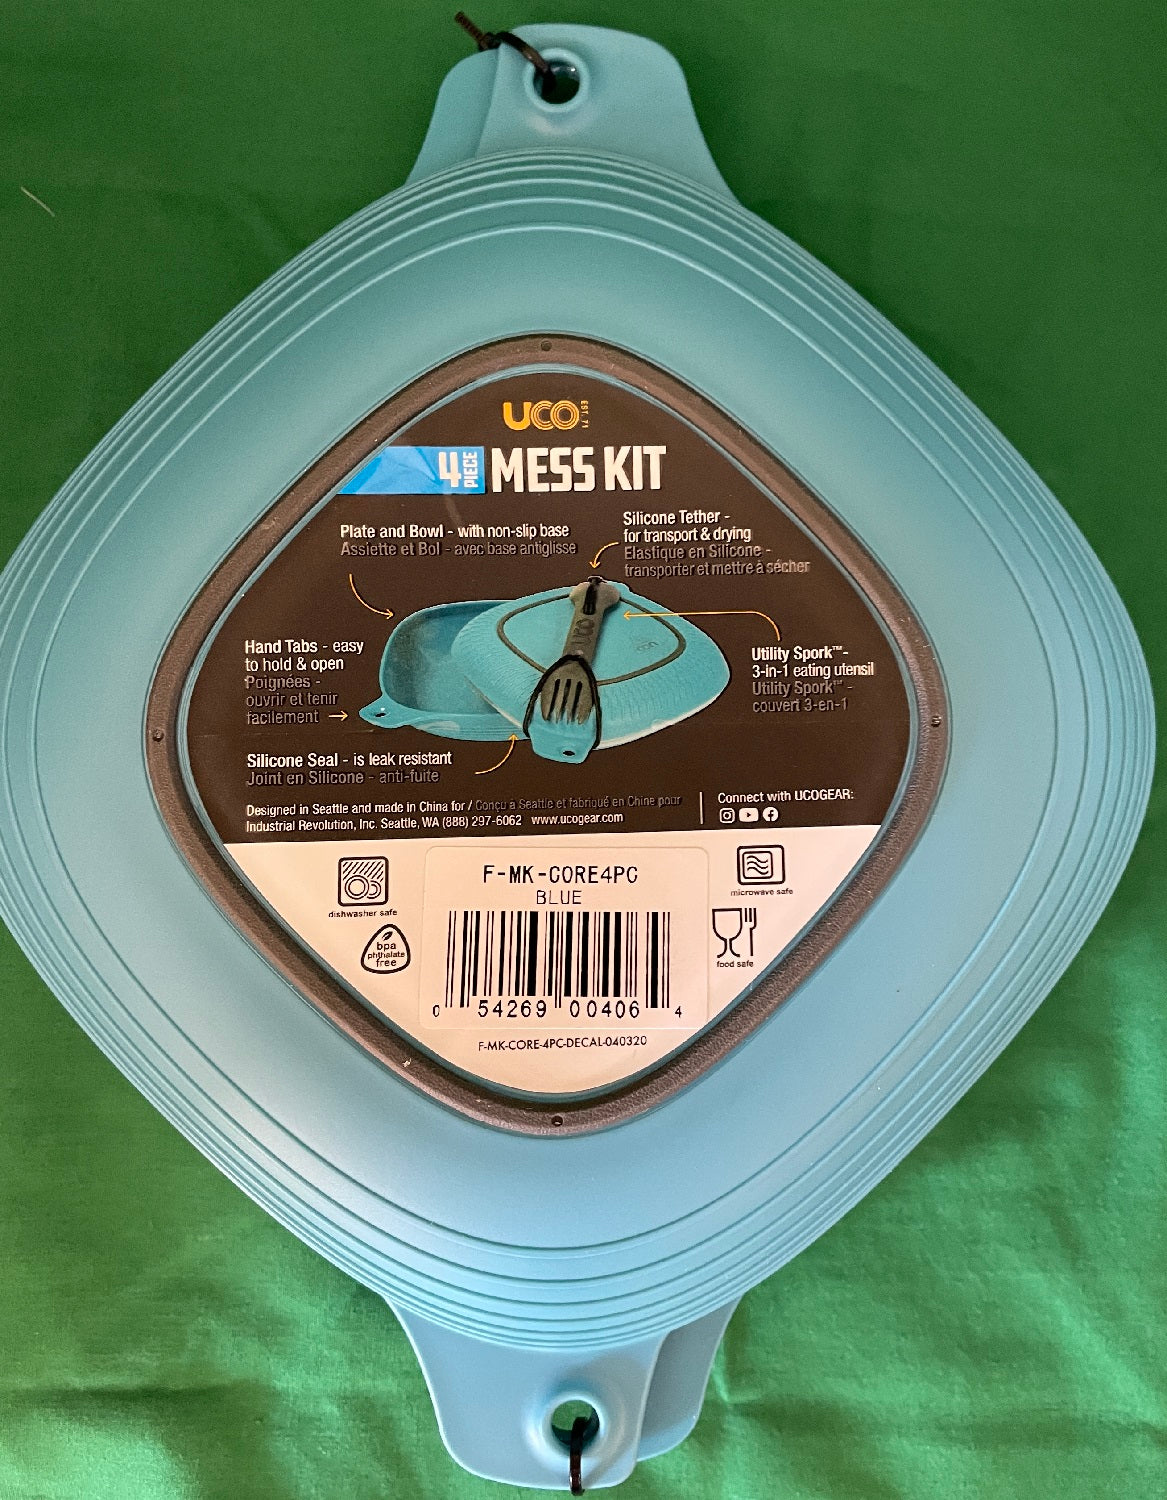 UCO EST. 71
4 PIECE MESS KIT
Plate and Bowl - with non-slip base
Assiette et Bol - avec base antiglisse
Silicone Tether -
for transport & drying
Elastique en Silicone -
transporter et mettre à sécher
Hand Tabs - easy
to hold & open
Poignées -
ouvrir et tenir
facilement
Utility Spork™ -
3-in-1 eating utensil
Utility Spork™ -
couvert 3-en-1
UCO
UCO
Silicone Seal - is leak resistant
Joint en Silicone - anti-fuite
Designed in Seattle and made in China for / Conçu à Seattle et fabriqué en Chine pour
Industrial Revolution, Inc. Seattle, WA (888) 297-6062 www.ucogear.com
Connect with UCOGEAR:
dishwasher safe
bpa
phthalate
free
F-MK-CORE4PC
BLUE
0 54269 00406 4
microwave safe
food safe
F-MK-CORE-4PC-DECAL-040320